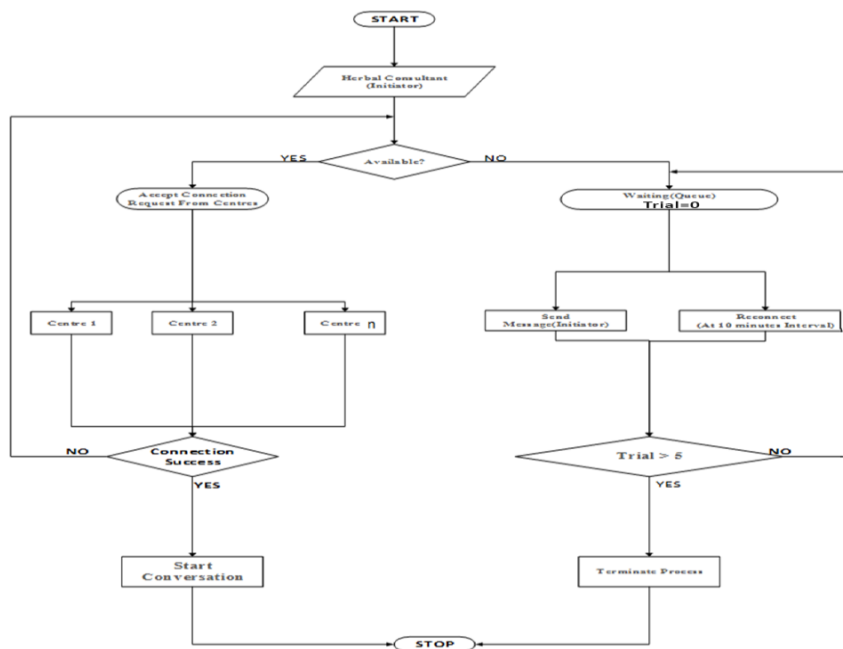 START
Herbal Consultant
(Initiator)
YES
Available?
NO
Accept Connection
Request From Centres
Waiting(Queue)
Trial=0
Centre 1
Centre 2
Centre n
Send
Message(Initiator)
Reconnect
(At 10 minutes Interval)
NO
Connection
Success
YES
Trial > 5
NO
YES
Start
Conversation
Terminate Process
STOP